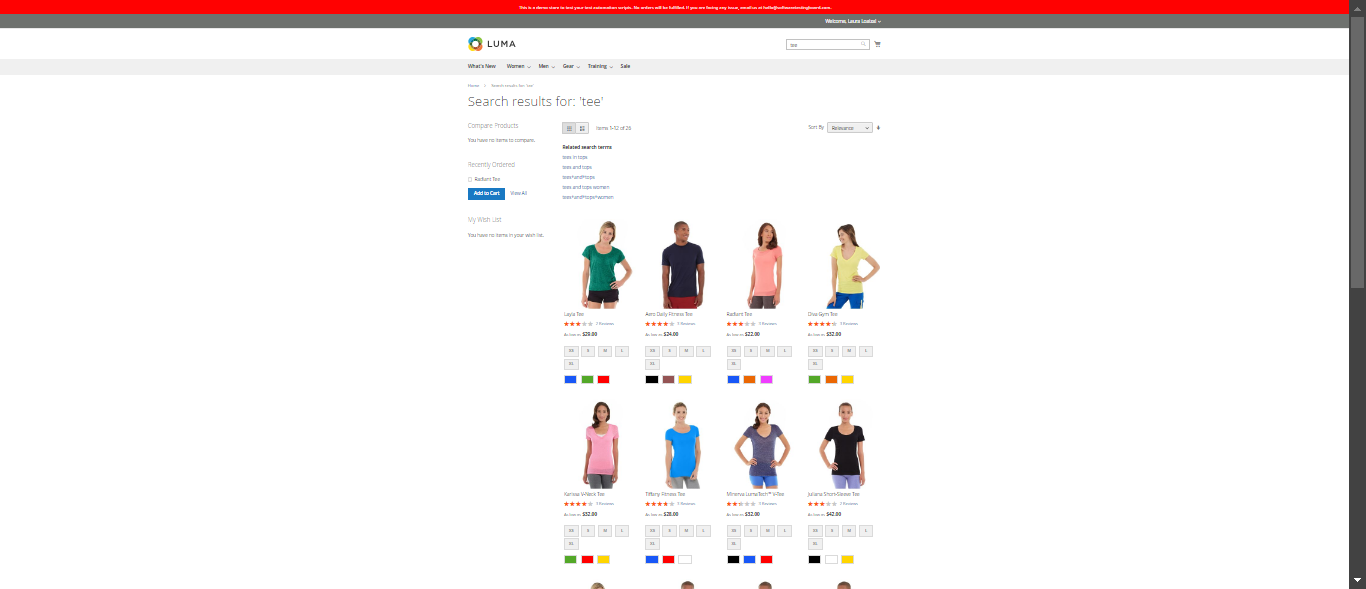 This is a demo store to test your test automation scripts. No orders will be fulfilled. If you are facing any issue, email us at hello@softwaretestingboard.com.
Welcome, Laura Loatzol
LUMA
tee
What's New
Women
Men
Gear
Training
Sale
Home > Search results for: 'tee'
Search results for: 'tee'
Compare Products
You have no items to compare.
Recently Ordered
Radiant Tee
Add to Cart
View All
My Wish List
You have no items in your wish list.
Items 1-12 of 26
Sort By
Relevance
Related search terms
tees in tops
tees and tops
tees+and+tops
tees and tops women
tees+and+tops+women
Layla Tee
2 Reviews
As low as $29.00
XS S M L
XL
Aero Daily Fitness Tee
3 Reviews
As low as $24.00
XS S M L
XL
Radiant Tee
3 Reviews
As low as $22.00
XS S M L
XL
Diva Gym Tee
3 Reviews
As low as $32.00
XS S M L
XL
Karissa V-Neck Tee
3 Reviews
As low as $32.00
XS S M L
XL
Tiffany Fitness Tee
As low as $28.00
XS S M L
XL
Minerva LumaTech™ V-Tee
As low as $32.00
XS S M L
XL
Juliana Short-Sleeve Tee
2 Reviews
As low as $42.00
XS S M L
XL